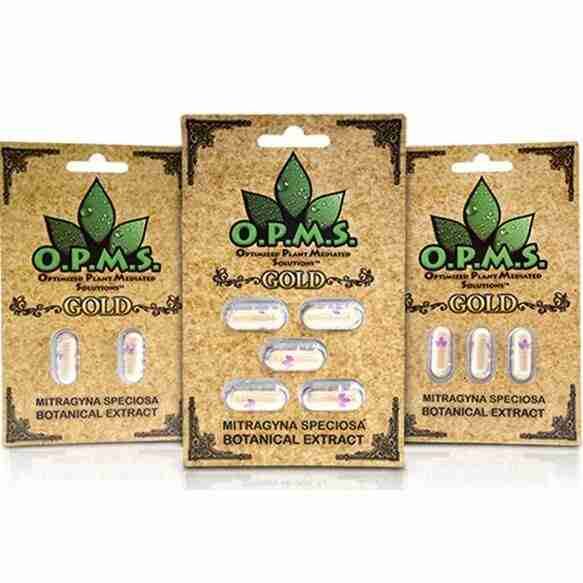 O.P.M.S.
OPTIMIZED PLANT MEDIATED
SOLUTIONS™
GOLD
MITRAGYNA SPECIOSA
BOTANICAL EXTRACT
O.P.M.S.
OPTIMIZED PLANT MEDIATED
SOLUTIONS™
GOLD
MITRAGYNA SPECIOSA
BOTANICAL EXTRACT
O.P.M.S.
OPTIMIZED PLANT MEDIATED
SOLUTIONS™
GOLD
MITRAGYNA SPECIOSA
BOTANICAL EXTRACT